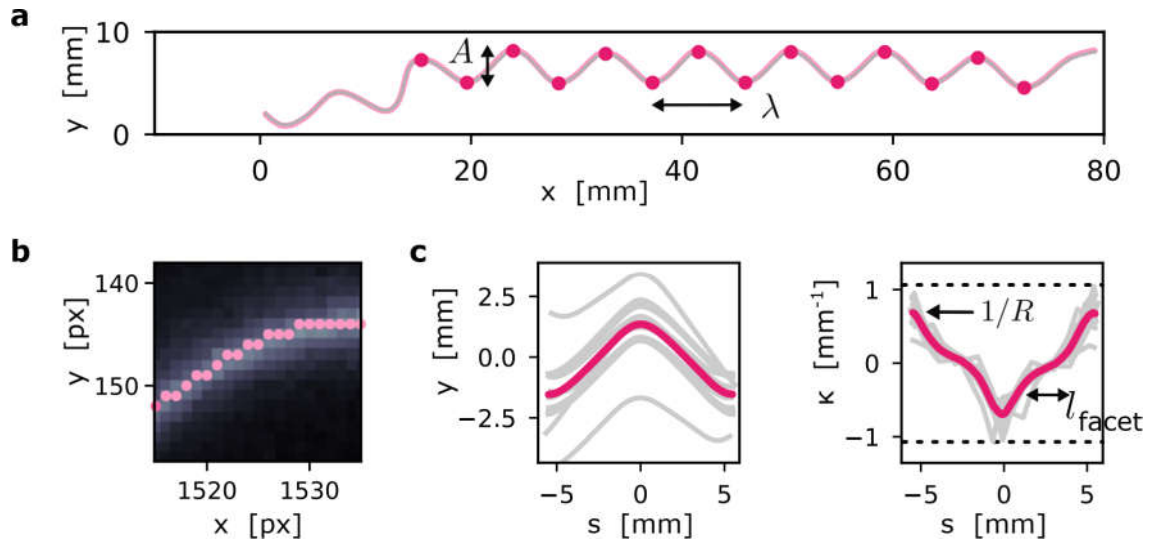 a
10
0
y [mm]
A
λ
0 20 40 60 80
x [mm]
b
140
150
y [px]
1520 1530
x [px]
c
2.5
0.0
−2.5
y [mm]
−5 0 5
s [mm]
1
0
−1
κ [mm⁻¹]
1/R
l facet
−5 0 5
s [mm]